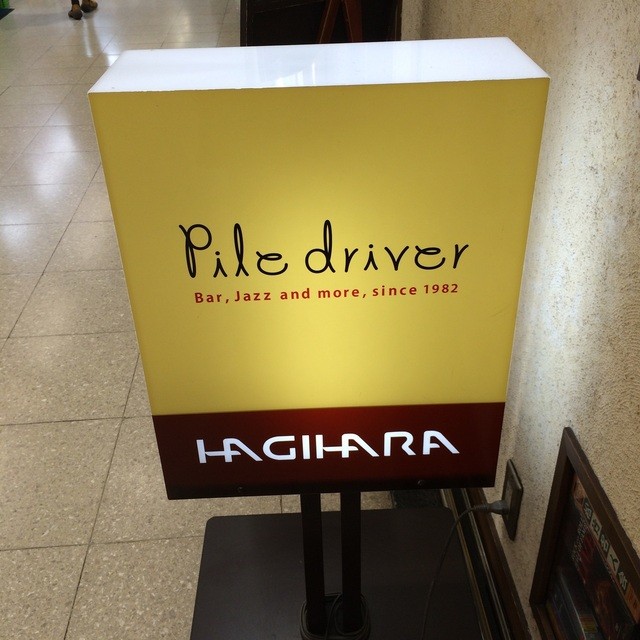 Pile driver
Bar, Jazz and more, since 1982
HAGIHARA